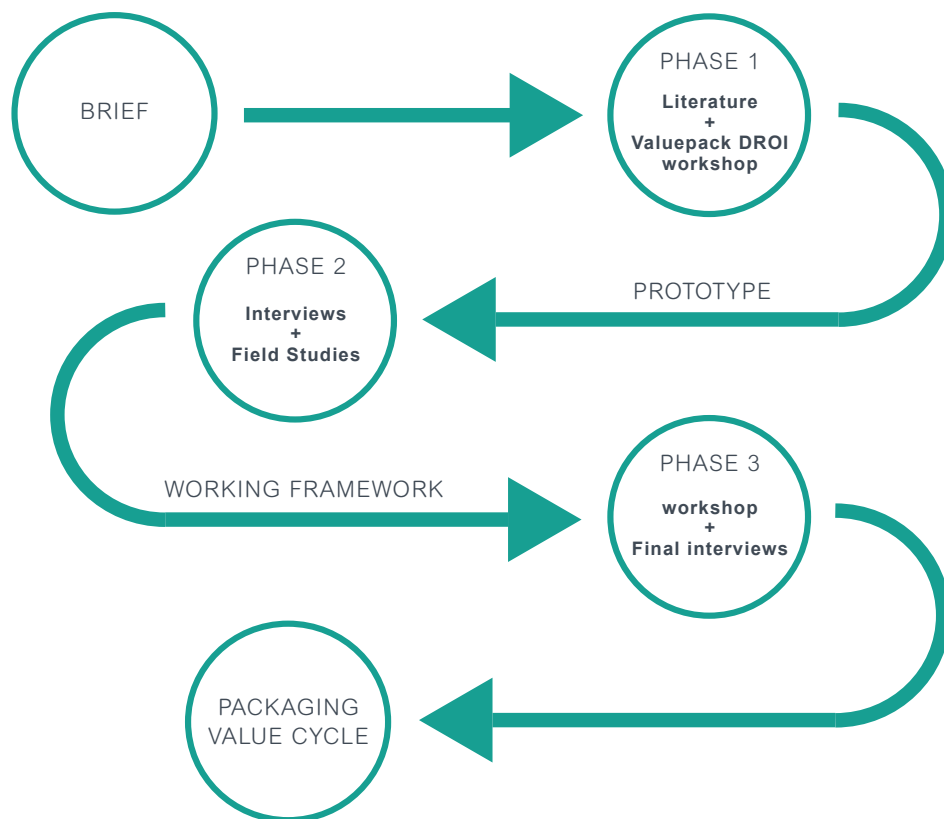 BRIEF
PHASE 1
Literature
+
Valuepack DROI
workshop
PROTOTYPE
PHASE 2
Interviews
+
Field Studies
WORKING FRAMEWORK
PHASE 3
workshop
+
Final interviews
PACKAGING
VALUE CYCLE